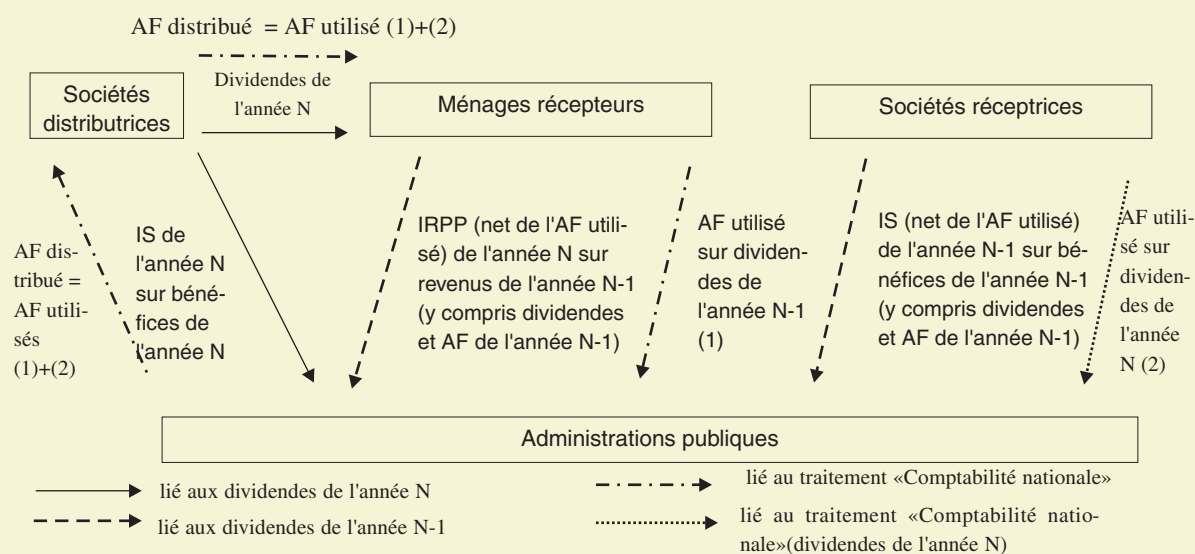 AF distribué = AF utilisé (1)+(2)
Sociétés
distributrices
Dividendes de
l'année N
Ménages récepteurs
Sociétés réceptrices
AF dis-
tribué =
AF utili-
sés
(1)+(2)
IS de
l'année N
sur béné-
fices de
l'année N
IRPP (net de l'AF utili-
sé) de l'année N sur
revenus de l'année N-1
(y compris dividendes
et AF de l'année N-1)
AF utilisé
sur dividen-
des de
l'année N-1
(1)
IS (net de l'AF utilisé)
de l'année N-1 sur bé-
néfices de l'année N-1
(y compris dividendes
et AF de l'année N-1)
AF utili-
sé sur
dividen-
des de
l'année
N (2)
Administrations publiques
lié aux dividendes de l'année N
lié aux dividendes de l'année N-1
lié au traitement «Comptabilité nationale»
lié au traitement «Comptabilité natio-
nale»(dividendes de l'année N)